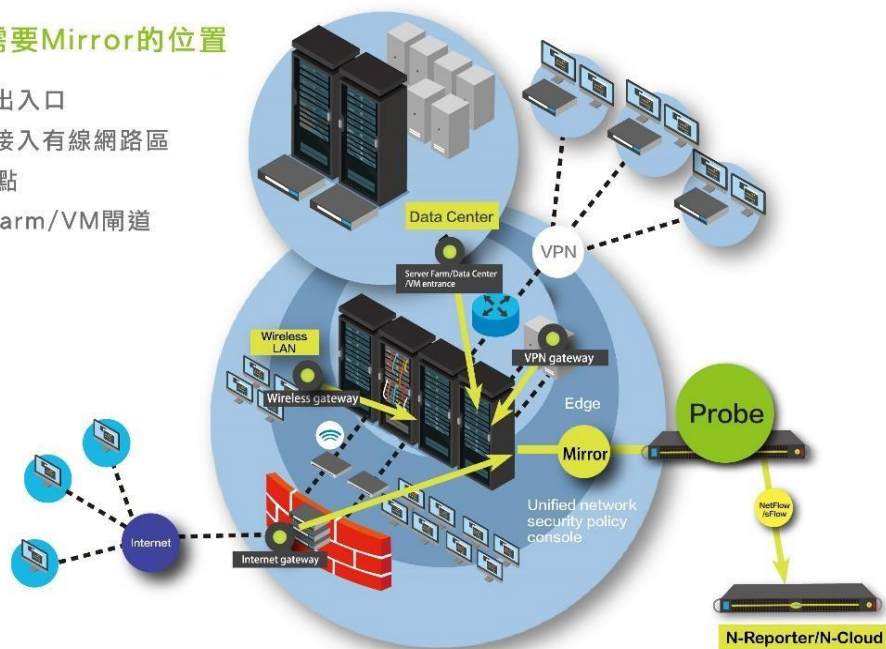 需要Mirror的位置
出入口
接入有線網路區
點
arm/VM閘道
Data Center
Server Farm/Data Center
/VM entrance
VPN
Wireless
LAN
Wireless gateway
VPN gateway
Edge
Probe
Mirror
Unified network
security policy
console
NetFlow
/sFlow
Internet
Internet gateway
N-Reporter/N-Cloud